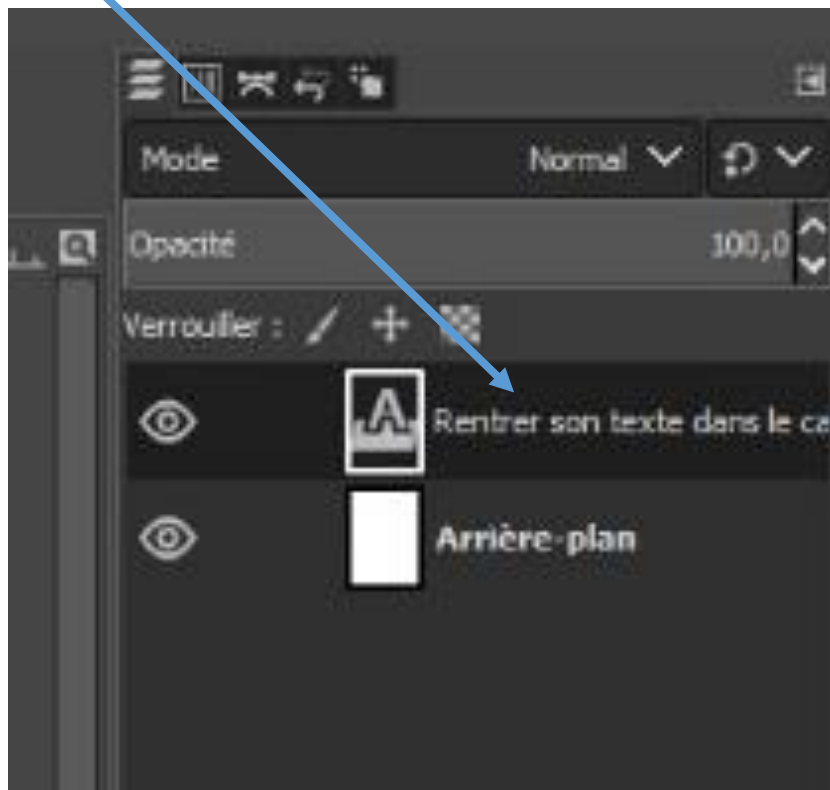 Mode Normal
Opacité 100,0
Verrouiller :
A Rentrer son texte dans le ca
Arrière-plan